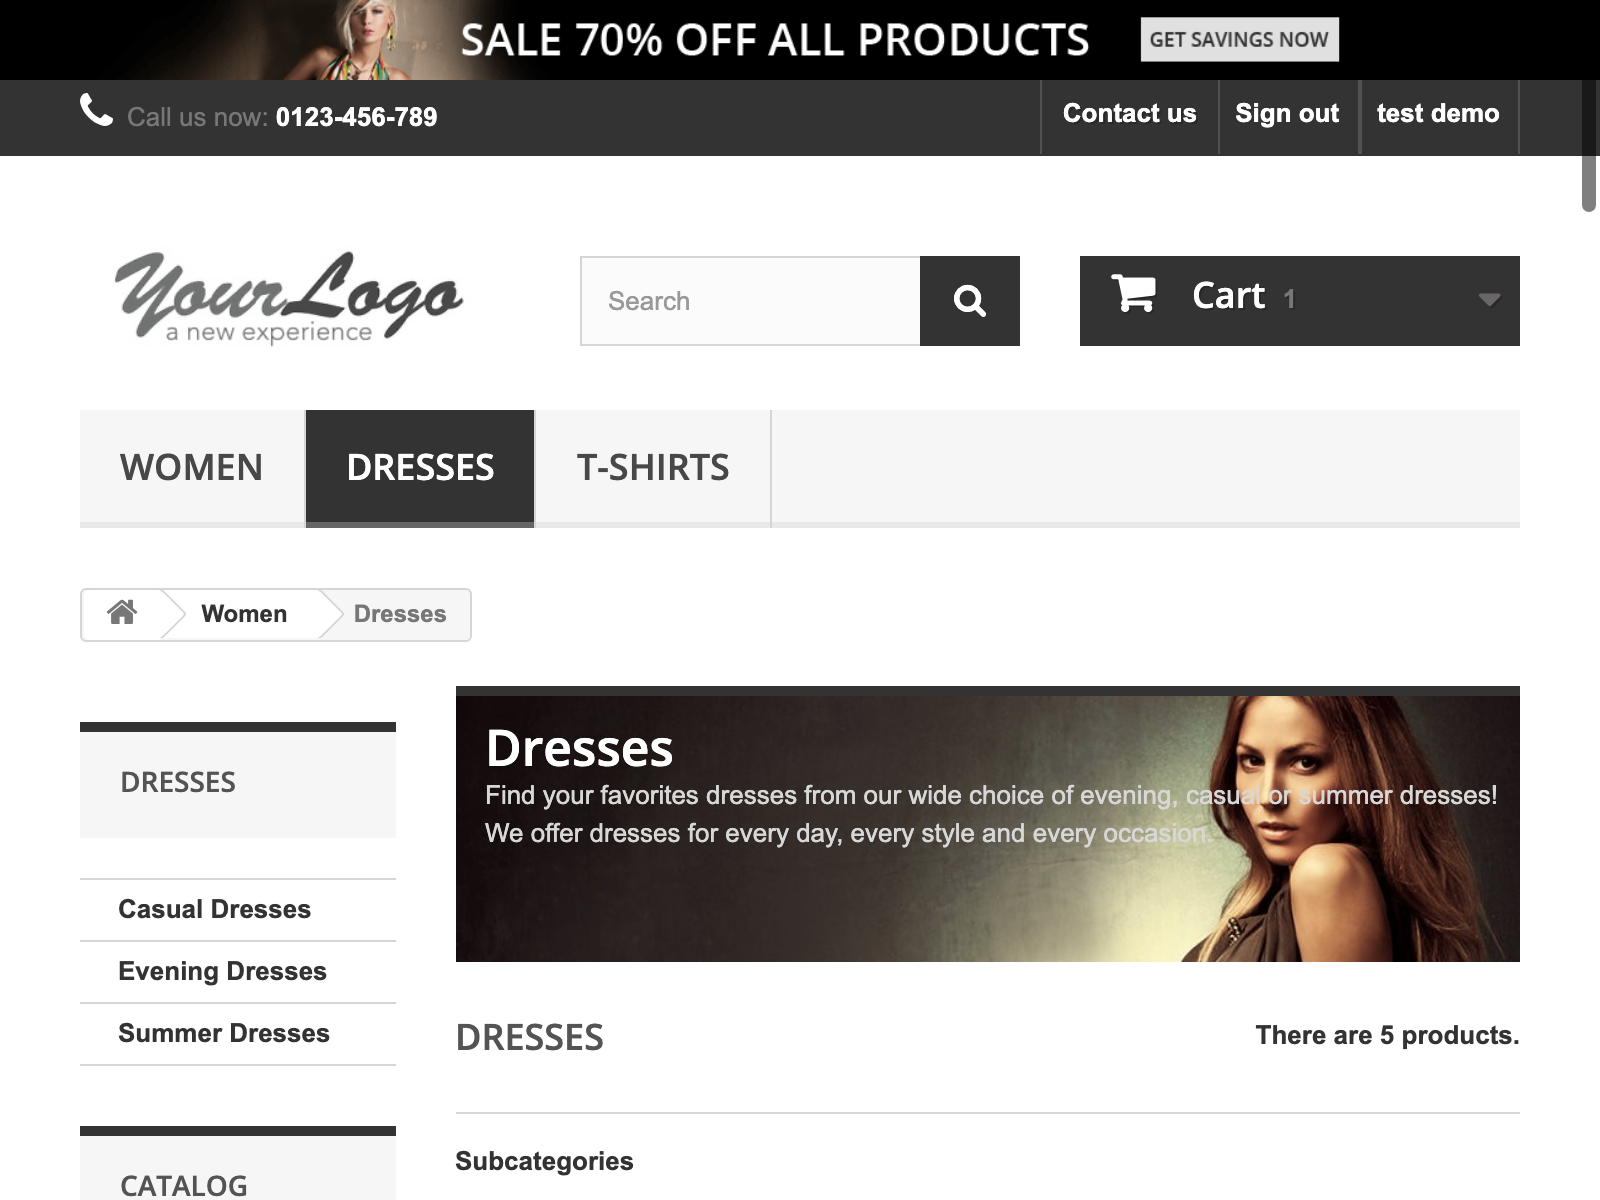 SALE 70% OFF ALL PRODUCTS
GET SAVINGS NOW
Call us now: 0123-456-789
Contact us
Sign out
test demo
Your Logo
a new experience
Search
Cart 1
WOMEN
DRESSES
T-SHIRTS
Women
Dresses
DRESSES
Casual Dresses
Evening Dresses
Summer Dresses
CATALOG
Dresses
Find your favorites dresses from our wide choice of evening, casual or summer dresses!
We offer dresses for every day, every style and every occasion.
DRESSES
There are 5 products.
Subcategories